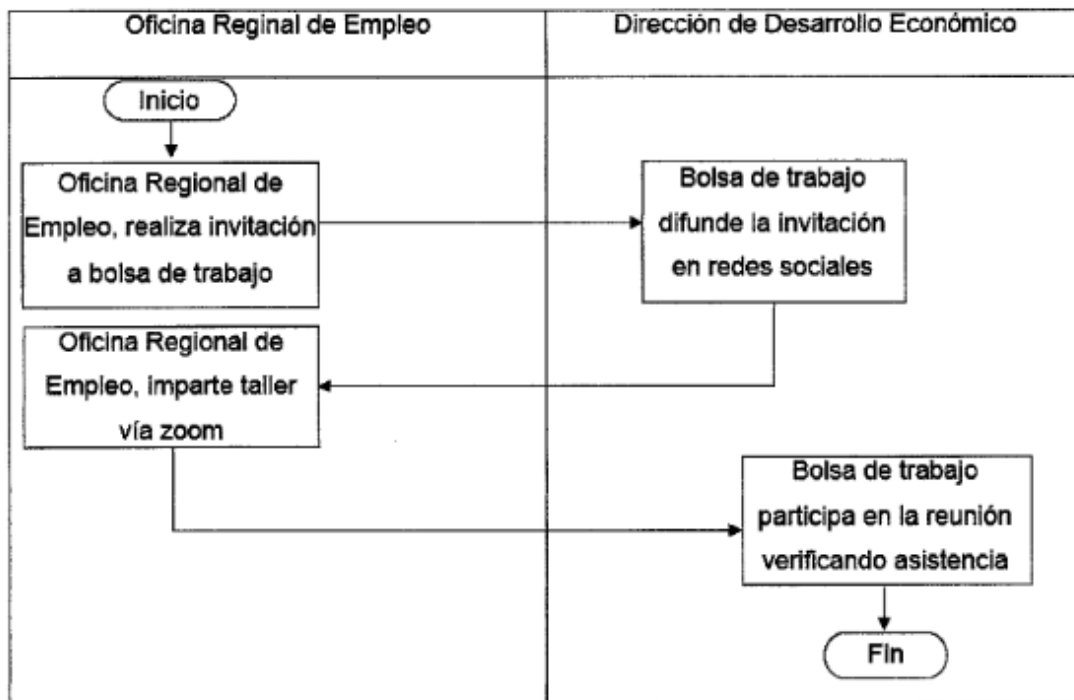 Oficina Reginal de Empleo
Dirección de Desarrollo Económico
Inicio
Oficina Regional de
Empleo, realiza invitación
a bolsa de trabajo
Bolsa de trabajo
difunde la invitación
en redes sociales
Oficina Regional de
Empleo, imparte taller
vía zoom
Bolsa de trabajo
participa en la reunión
verificando asistencia
Fin